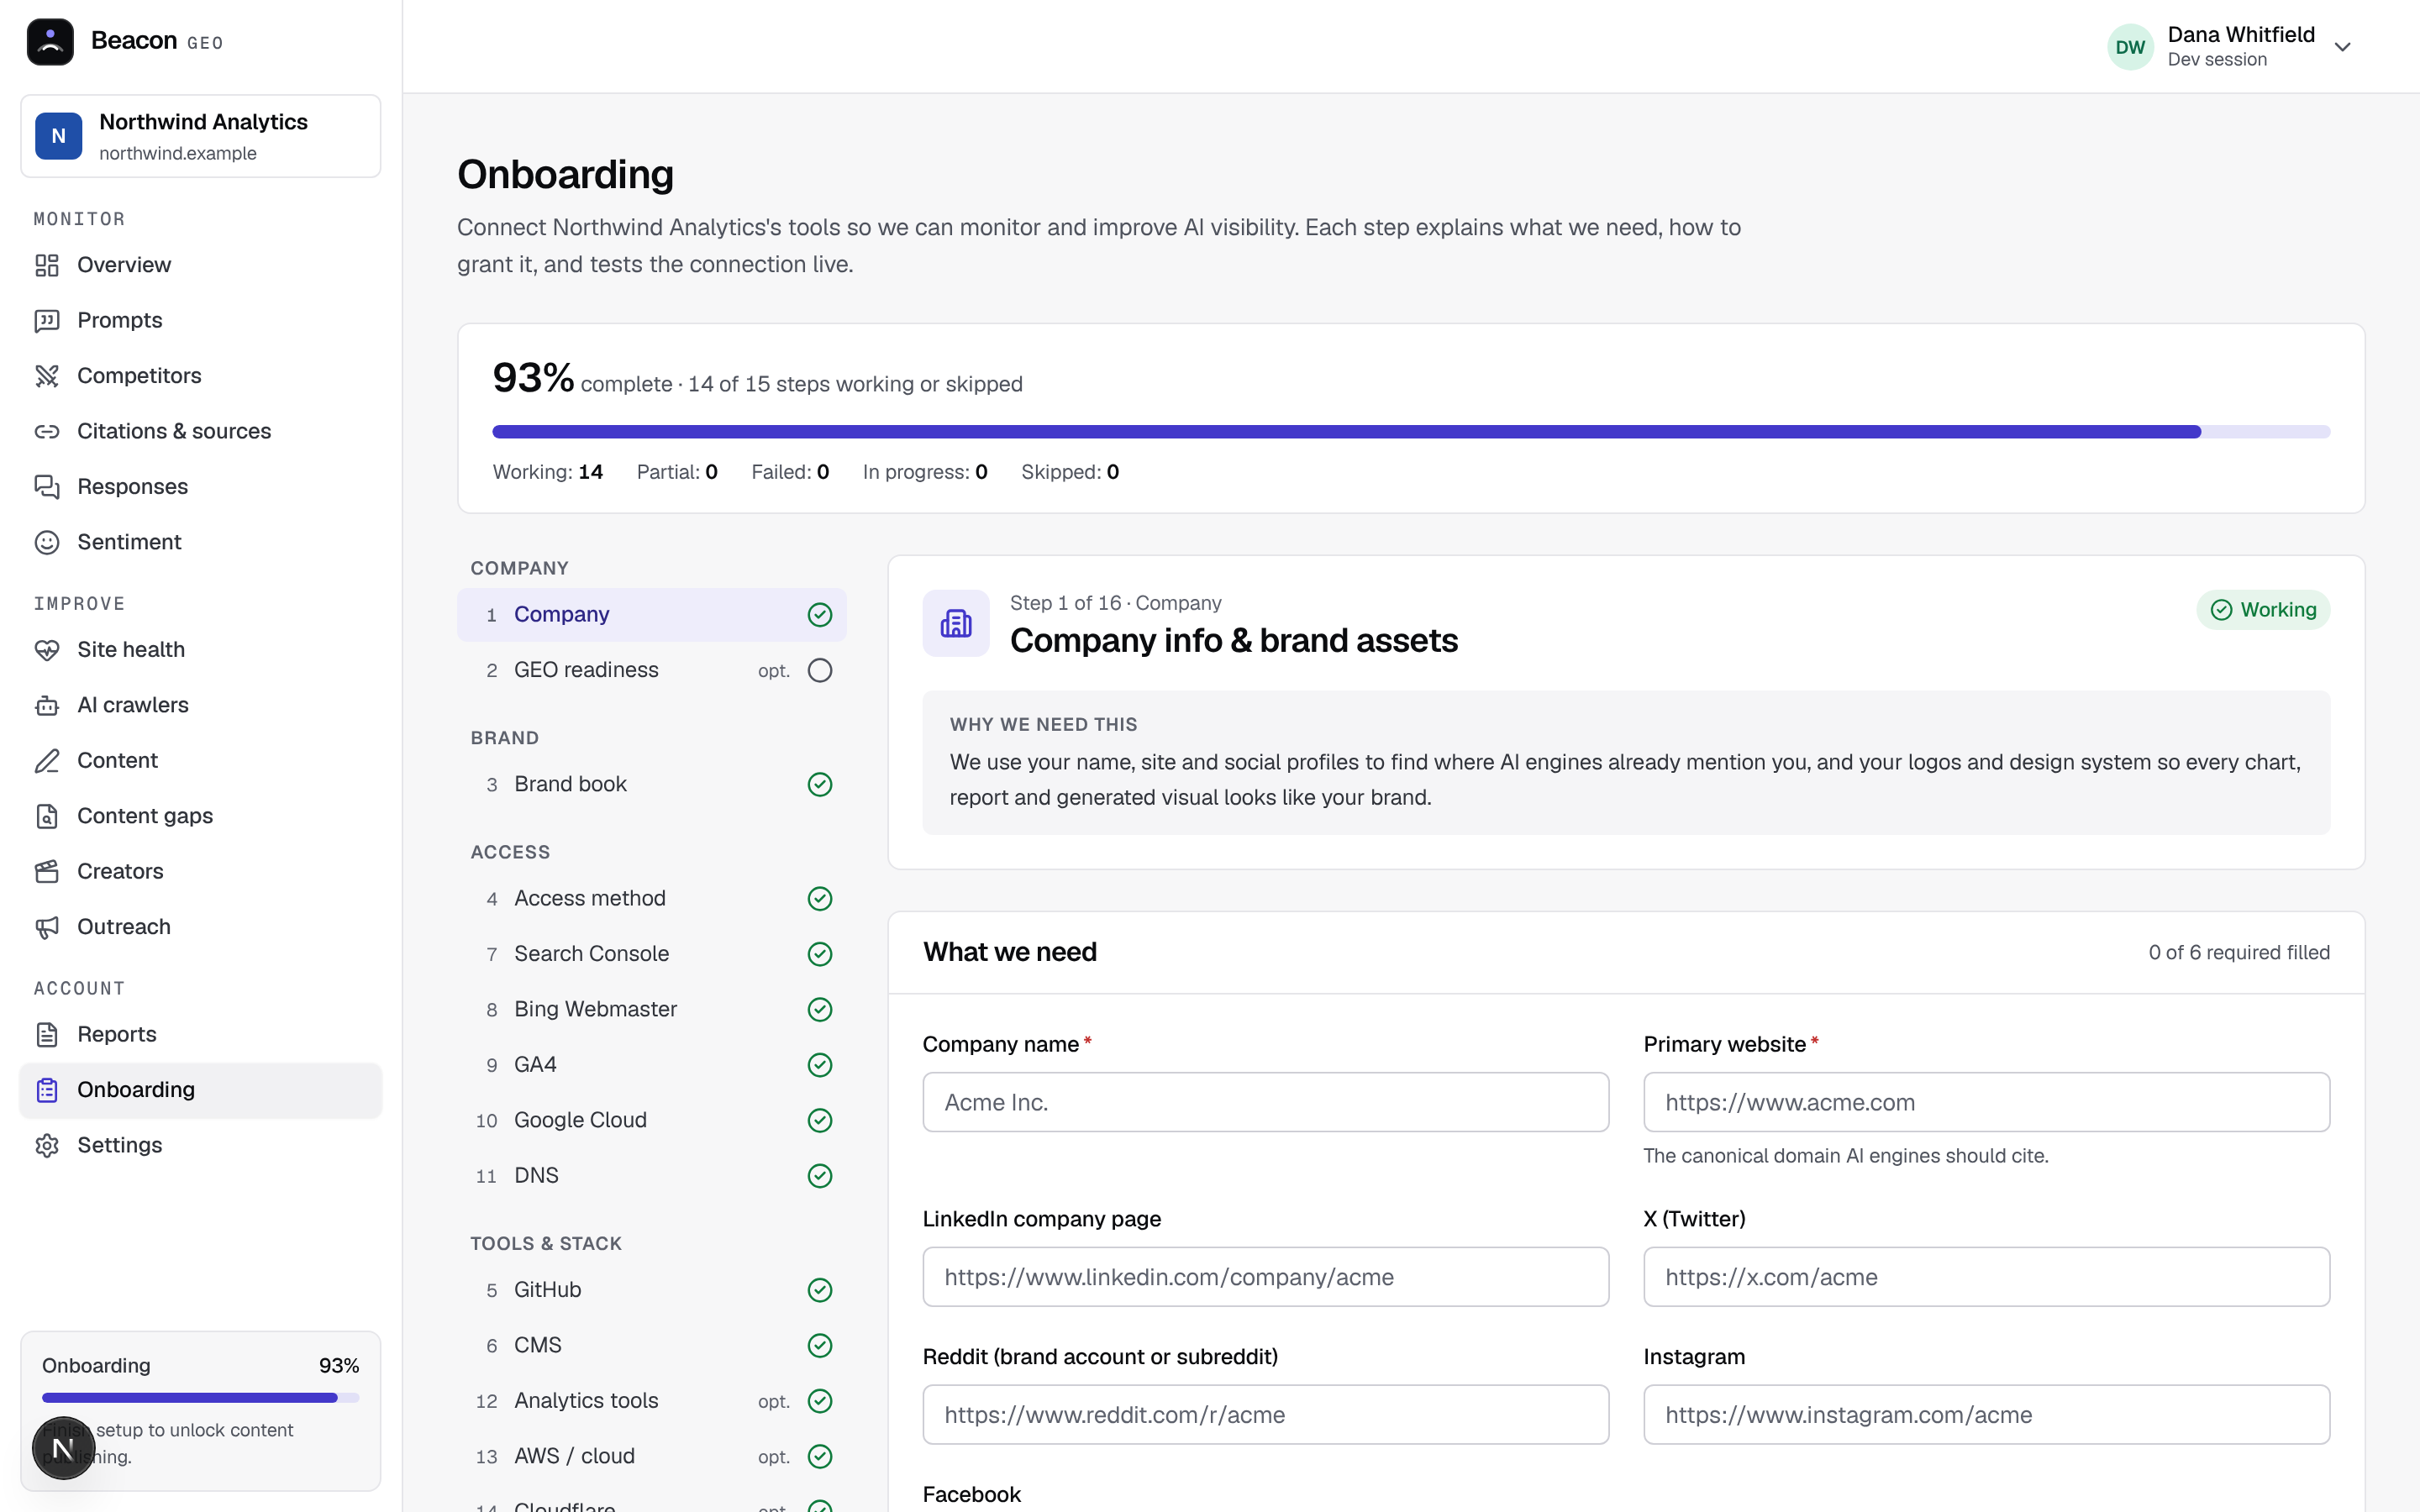 Beacon GEO
N
Northwind Analytics
northwind.example
MONITOR
Overview
Prompts
Competitors
Citations & sources
Responses
Sentiment
IMPROVE
Site health
AI crawlers
Content
Content gaps
Creators
Outreach
ACCOUNT
Reports
Onboarding
Settings
Onboarding 93%
Finish setup to unlock content
publishing.
N
DW
Dana Whitfield
Dev session
Onboarding
Connect Northwind Analytics's tools so we can monitor and improve AI visibility. Each step explains what we need, how to
grant it, and tests the connection live.
93% complete · 14 of 15 steps working or skipped
Working: 14 Partial: 0 Failed: 0 In progress: 0 Skipped: 0
COMPANY
1 Company
2 GEO readiness opt.
BRAND
3 Brand book
ACCESS
4 Access method
7 Search Console
8 Bing Webmaster
9 GA4
10 Google Cloud
11 DNS
TOOLS & STACK
5 GitHub
6 CMS
12 Analytics tools opt.
13 AWS / cloud opt.
14 Cloudflare opt.
Step 1 of 16 · Company
Company info & brand assets
Working
WHY WE NEED THIS
We use your name, site and social profiles to find where AI engines already mention you, and your logos and design system so every chart,
report and generated visual looks like your brand.
What we need
0 of 6 required filled
Company name *
Acme Inc.
Primary website *
https://www.acme.com
The canonical domain AI engines should cite.
LinkedIn company page
https://www.linkedin.com/company/acme
X (Twitter)
https://x.com/acme
Reddit (brand account or subreddit)
https://www.reddit.com/r/acme
Instagram
https://www.instagram.com/acme
Facebook